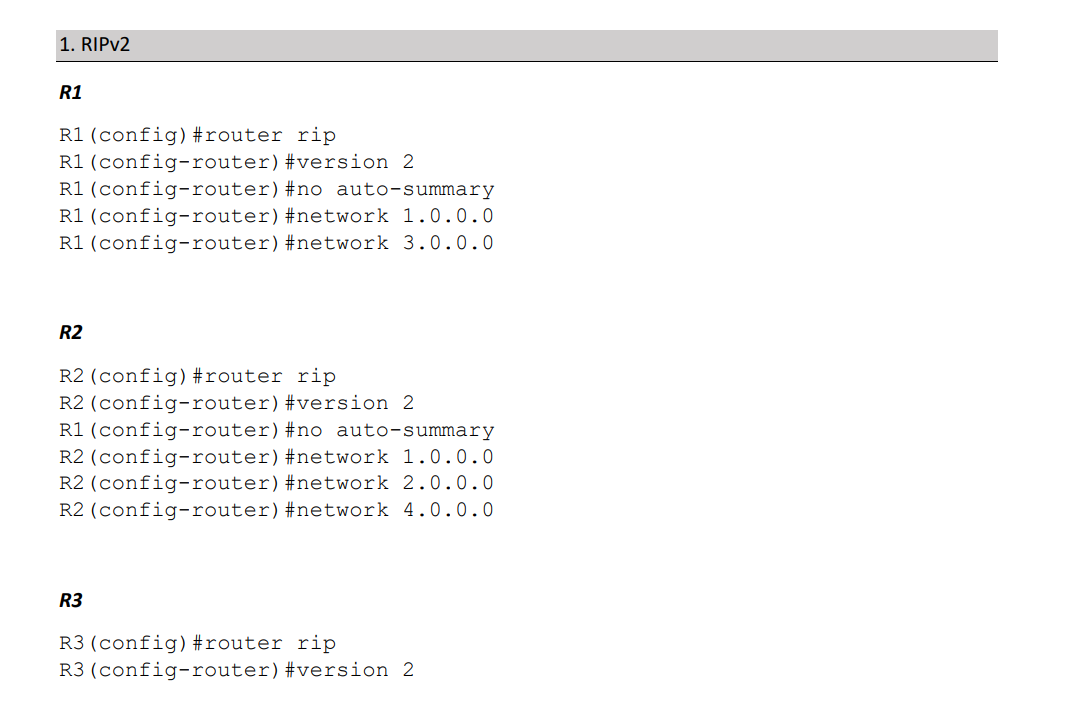 1. RIPv2
R1
R1(config)#router rip
R1(config-router)#version 2
R1(config-router)#no auto-summary
R1(config-router)#network 1.0.0.0
R1(config-router)#network 3.0.0.0
R2
R2(config)#router rip
R2(config-router)#version 2
R1(config-router)#no auto-summary
R2(config-router)#network 1.0.0.0
R2(config-router)#network 2.0.0.0
R2(config-router)#network 4.0.0.0
R3
R3(config)#router rip
R3(config-router)#version 2